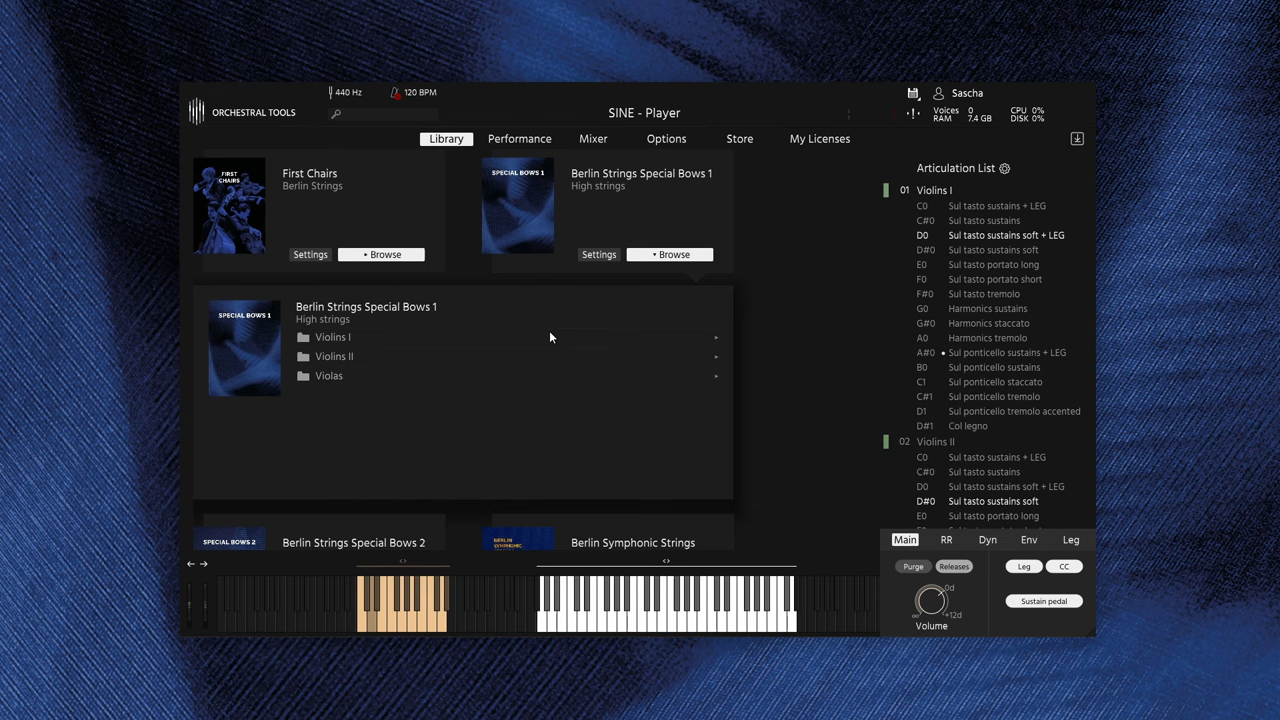 440 Hz
120 BPM
Sascha
ORCHESTRAL TOOLS
SINE - Player
Voices 0
RAM 7.4 GB
CPU 0%
DISK 0%
Library
Performance
Mixer
Options
Store
My Licenses
FIRST
CHAIRS
First Chairs
Berlin Strings
Settings
Browse
SPECIAL BOWS 1
Berlin Strings Special Bows 1
High strings
Settings
Browse
SPECIAL BOWS 1
Berlin Strings Special Bows 1
High strings
Violins I
Violins II
Violas
SPECIAL BOWS 2
Berlin Strings Special Bows 2
BERLIN
SYMPHONIC
Berlin Symphonic Strings
Articulation List
01 Violins I
C0 Sul tasto sustains + LEG
C#0 Sul tasto sustains
D0 Sul tasto sustains soft + LEG
D#0 Sul tasto sustains soft
E0 Sul tasto portato long
F0 Sul tasto portato short
F#0 Sul tasto tremolo
G0 Harmonics sustains
G#0 Harmonics staccato
A0 Harmonics tremolo
A#0 • Sul ponticello sustains + LEG
B0 Sul ponticello sustains
C1 Sul ponticello staccato
C#1 Sul ponticello tremolo
D1 Sul ponticello tremolo accented
D#1 Col legno
02 Violins II
C0 Sul tasto sustains + LEG
C#0 Sul tasto sustains
D0 Sul tasto sustains soft + LEG
D#0 Sul tasto sustains soft
E0 Sul tasto portato long
Main
RR
Dyn
Env
Leg
Purge
Releases
Leg
CC
0d
∞
+12d
Volume
Sustain pedal